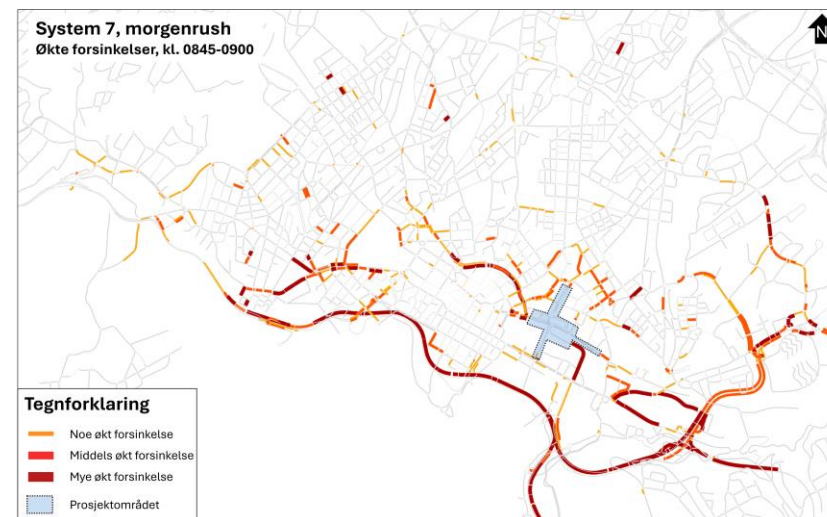 System 7, morgenrush
Økte forsinkelser, kl. 0845-0900
N
Tegnforklaring
Noe økt forsinkelse
Middels økt forsinkelse
Mye økt forsinkelse
Prosjektområdet